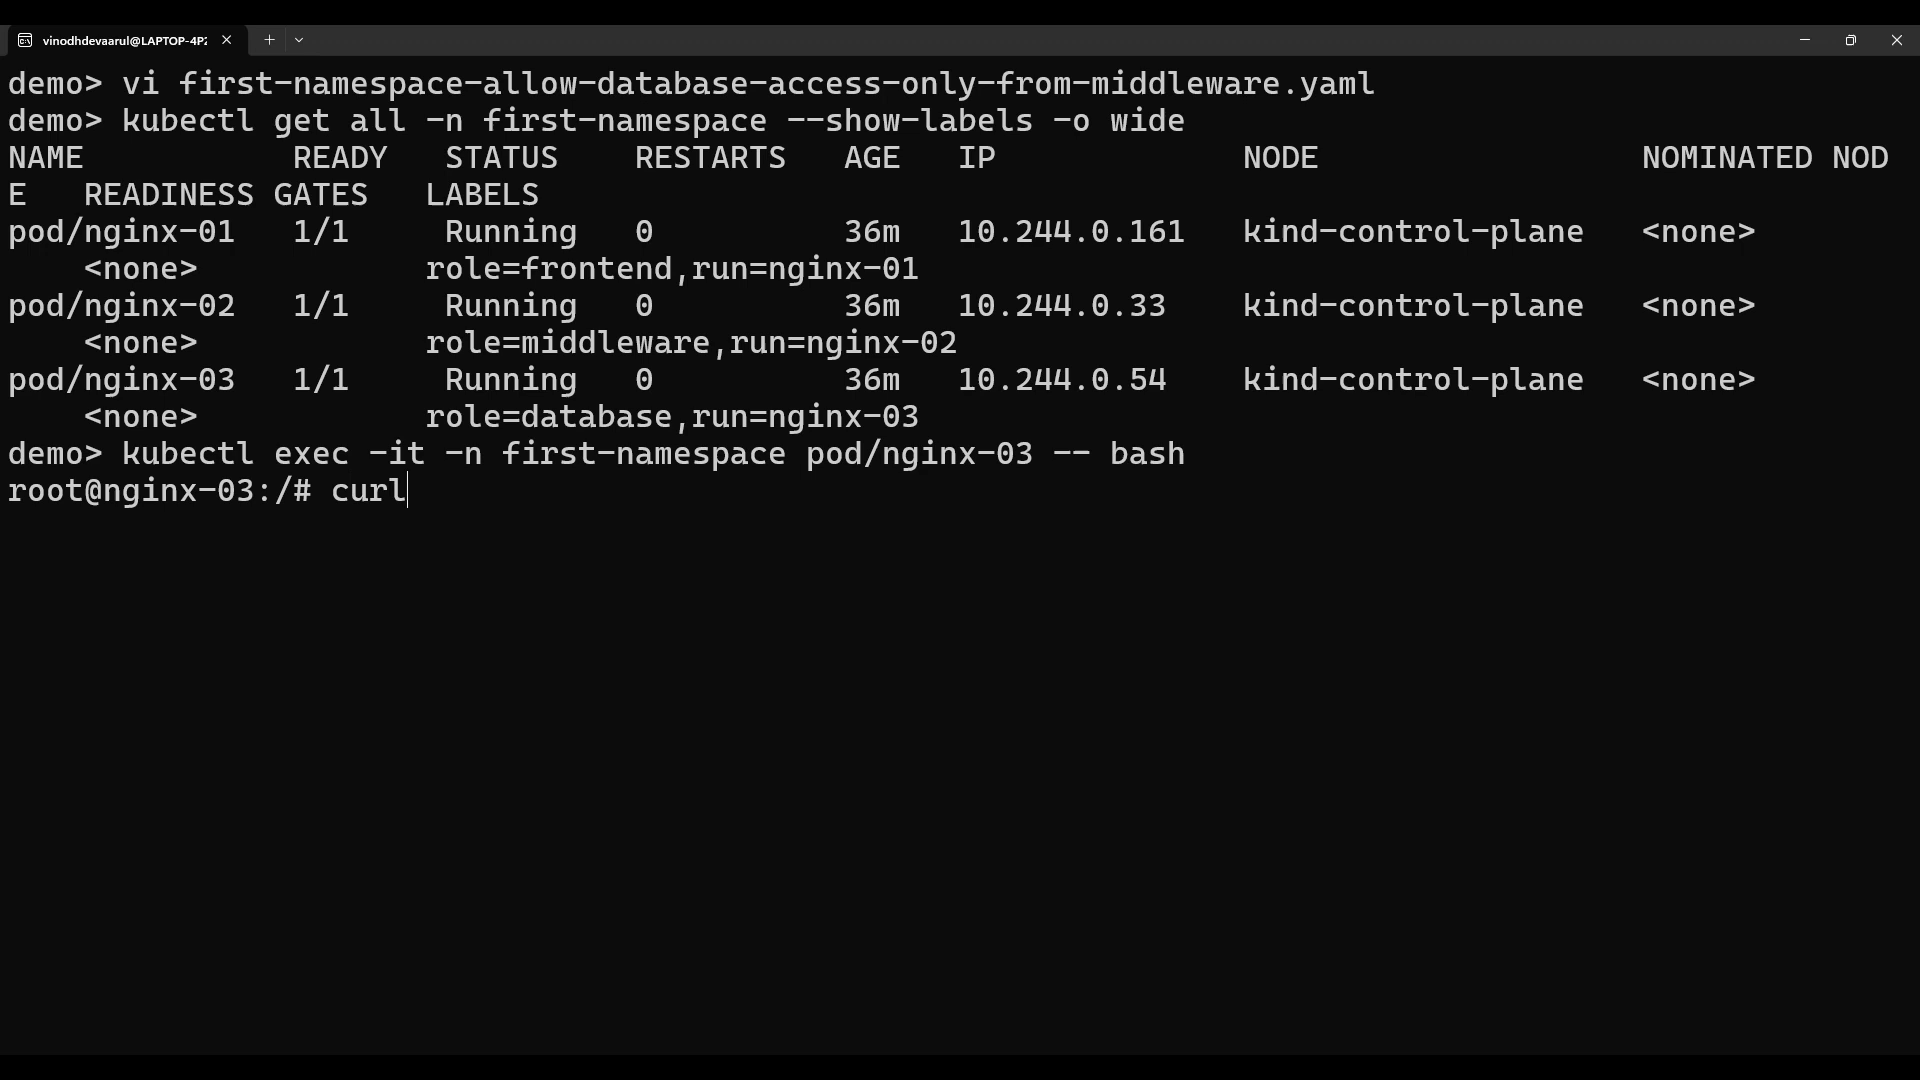 vinodhdevaarul@LAPTOP-4P2
demo> vi first-namespace-allow-database-access-only-from-middleware.yaml
demo> kubectl get all -n first-namespace --show-labels -o wide
NAME           READY   STATUS    RESTARTS   AGE   IP             NODE                 NOMINATED NOD
E   READINESS GATES   LABELS
pod/nginx-01   1/1     Running   0          36m   10.244.0.161   kind-control-plane   <none>
    <none>            role=frontend,run=nginx-01
pod/nginx-02   1/1     Running   0          36m   10.244.0.33    kind-control-plane   <none>
    <none>            role=middleware,run=nginx-02
pod/nginx-03   1/1     Running   0          36m   10.244.0.54    kind-control-plane   <none>
    <none>            role=database,run=nginx-03
demo> kubectl exec -it -n first-namespace pod/nginx-03 -- bash
root@nginx-03:/# curl